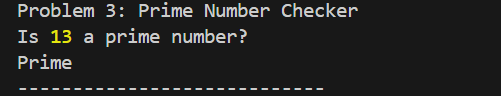 Problem 3: Prime Number Checker
Is 13 a prime number?
Prime
----------------------------